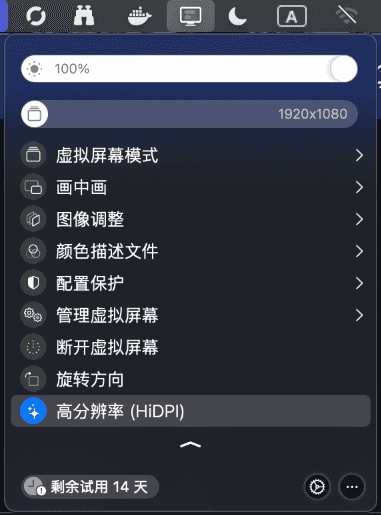 A
100%
1920x1080
虚拟屏幕模式
画中画
图像调整
颜色描述文件
配置保护
管理虚拟屏幕
断开虚拟屏幕
旋转方向
高分辨率 (HiDPI)
剩余试用 14 天